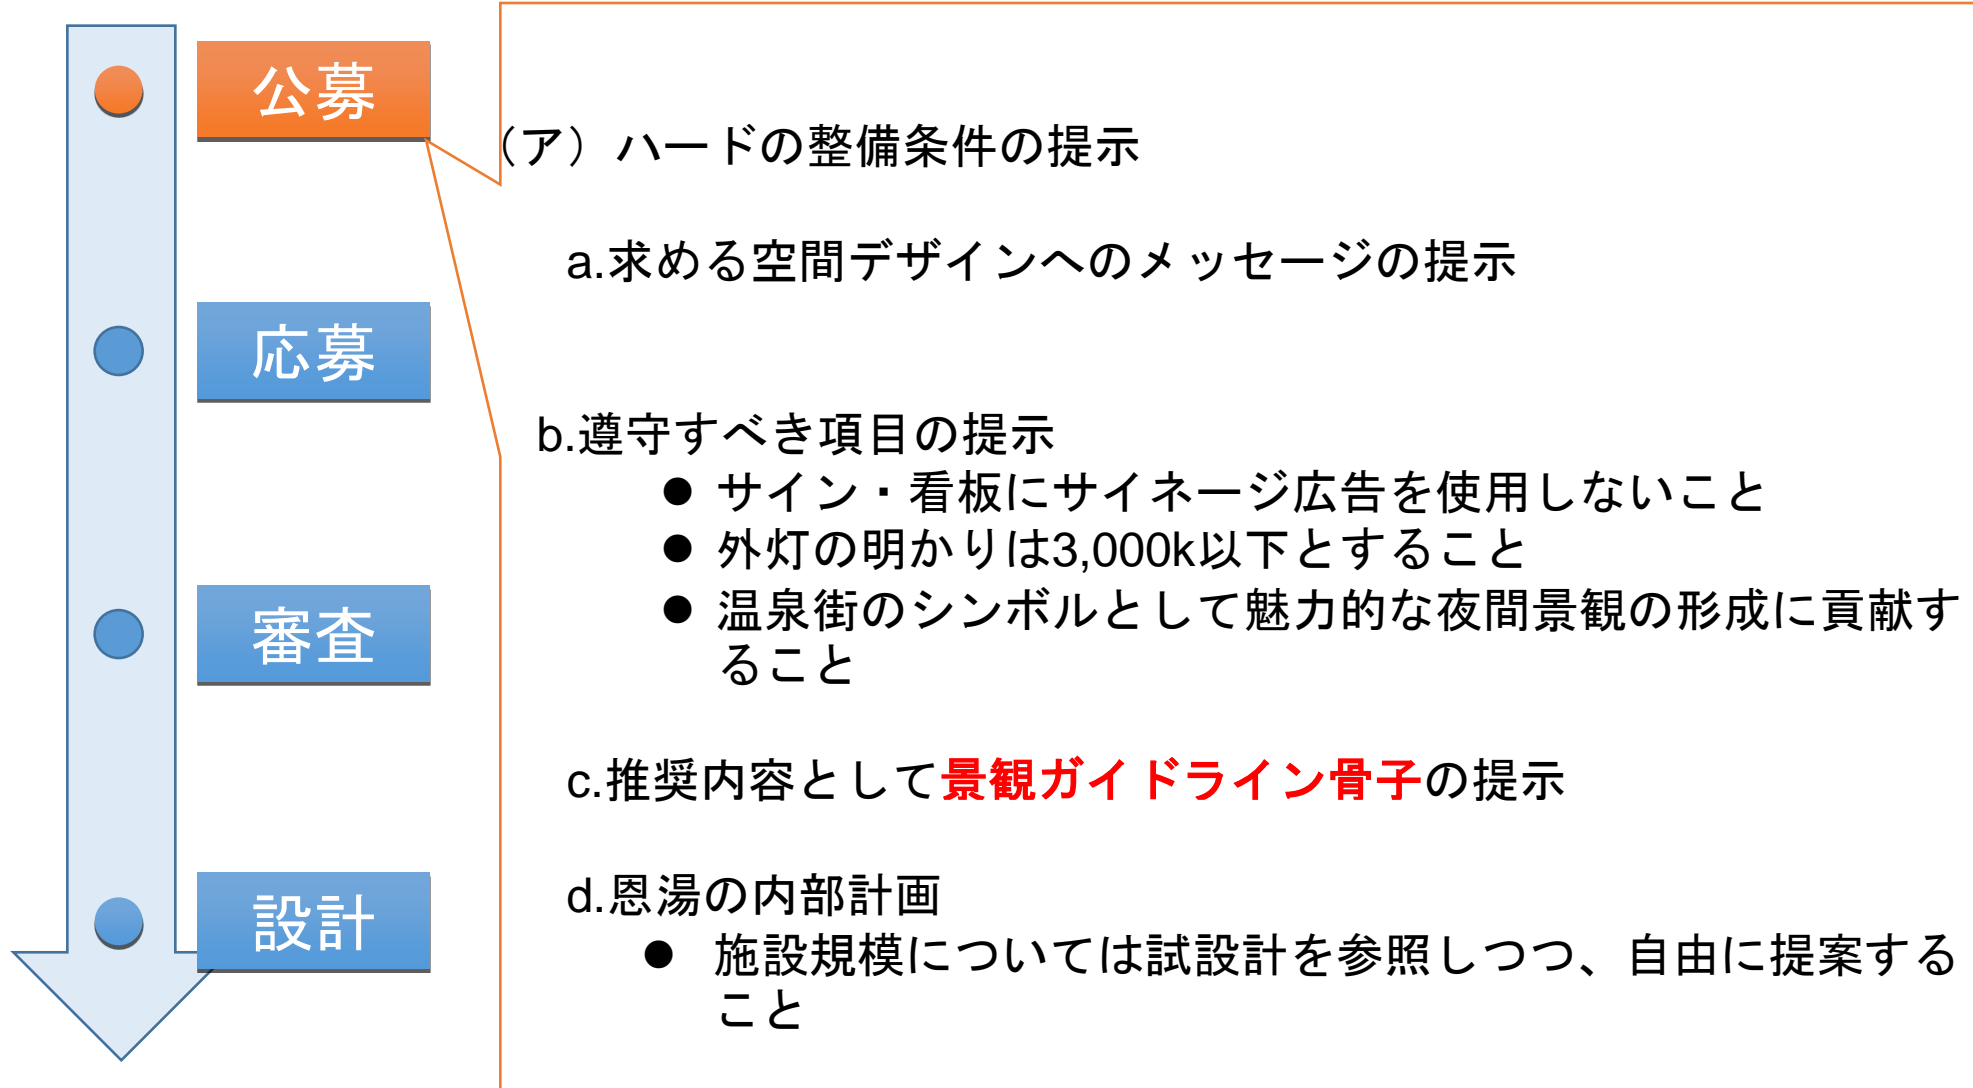 公募
応募
審査
設計
（ア）ハードの整備条件の提示
a.求める空間デザインへのメッセージの提示
b.遵守すべき項目の提示
● サイン・看板にサイネージ広告を使用しないこと
● 外灯の明かりは3,000k以下とすること
● 温泉街のシンボルとして魅力的な夜間景観の形成に貢献す
ること
c.推奨内容として景観ガイドライン骨子の提示
d.恩湯の内部計画
● 施設規模については試設計を参照しつつ、自由に提案する
こと